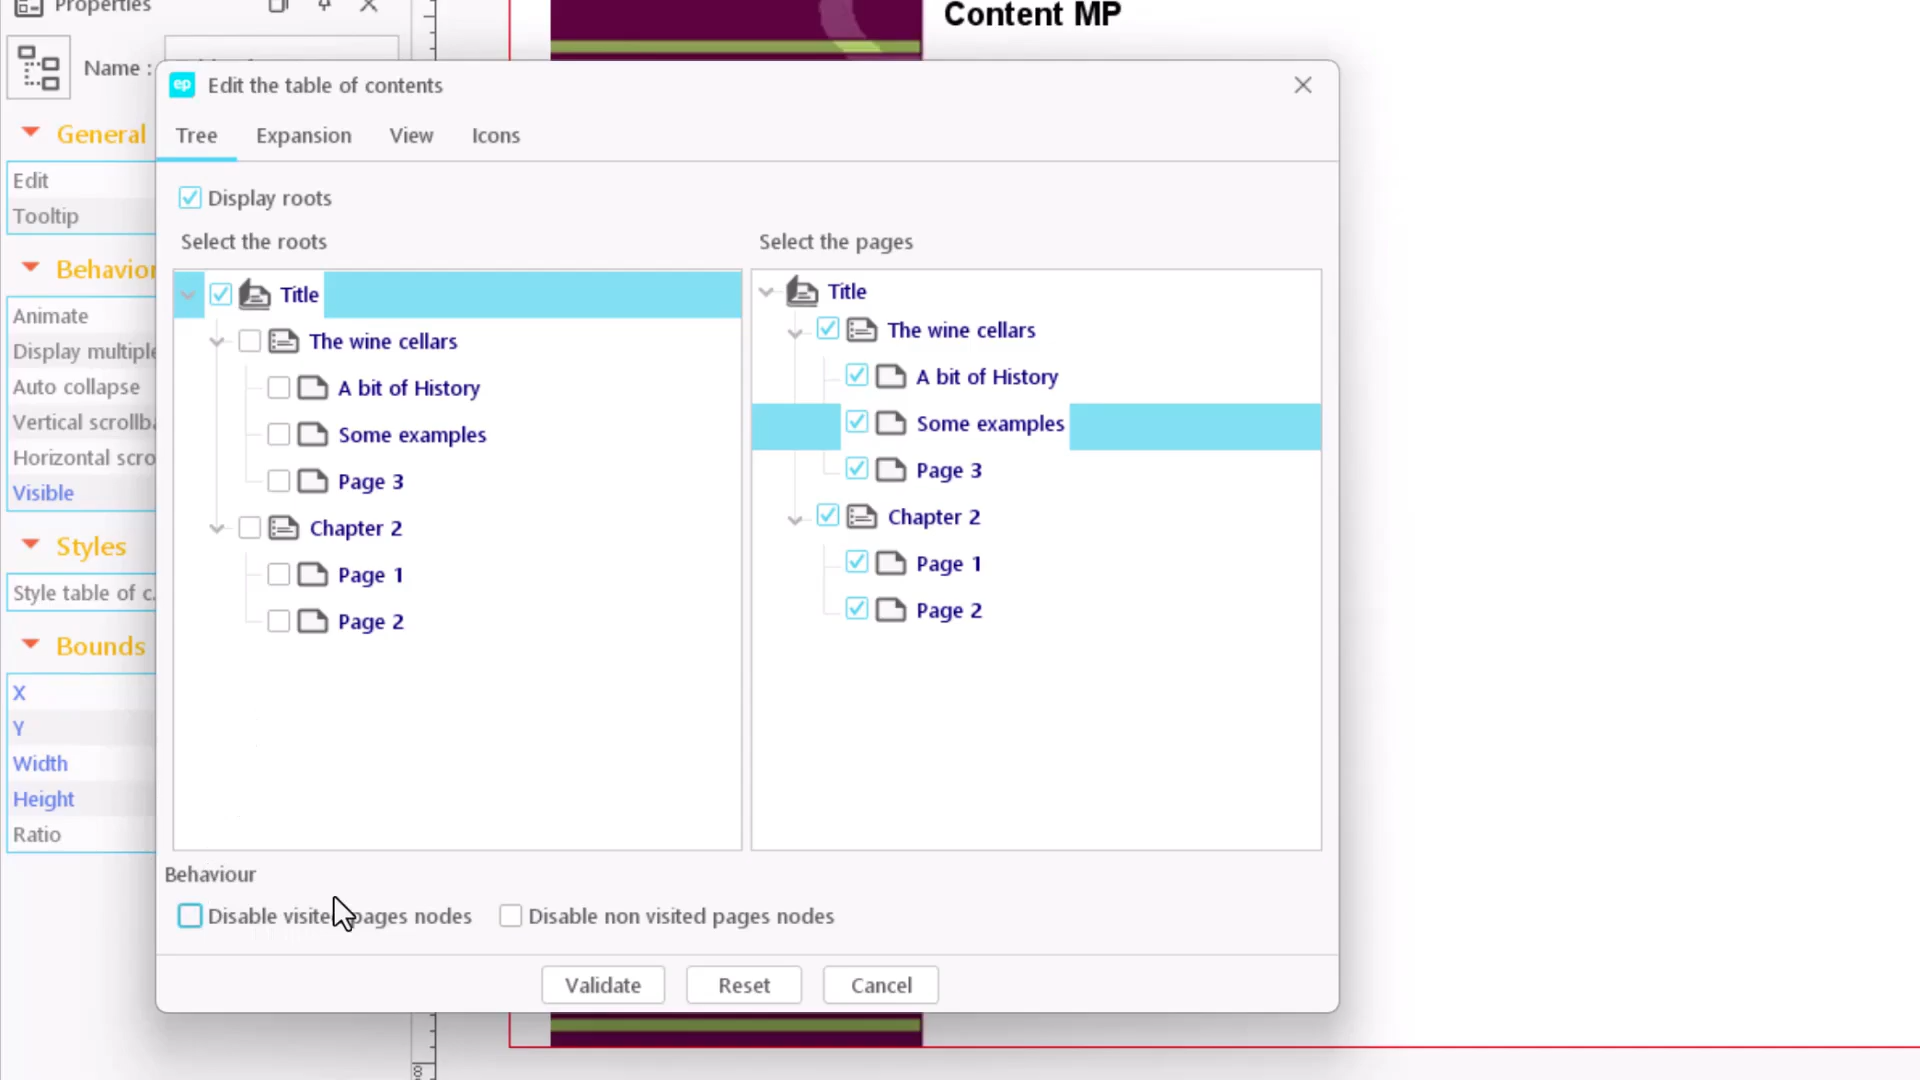 Properties
Content MP
Name :
ep Edit the table of contents
Tree Expansion View Icons
General
Edit
Tooltip
Display roots
Select the roots
Select the pages
Title
The wine cellars
A bit of History
Some examples
Page 3
Chapter 2
Page 1
Page 2
Title
The wine cellars
A bit of History
Some examples
Page 3
Chapter 2
Page 1
Page 2
Behavior
Animate
Display multiple
Auto collapse
Vertical scrollba
Horizontal scro
Visible
Styles
Style table of c...
Bounds
X
Y
Width
Height
Ratio
Behaviour
Disable visited pages nodes
Disable non visited pages nodes
Validate Reset Cancel
8